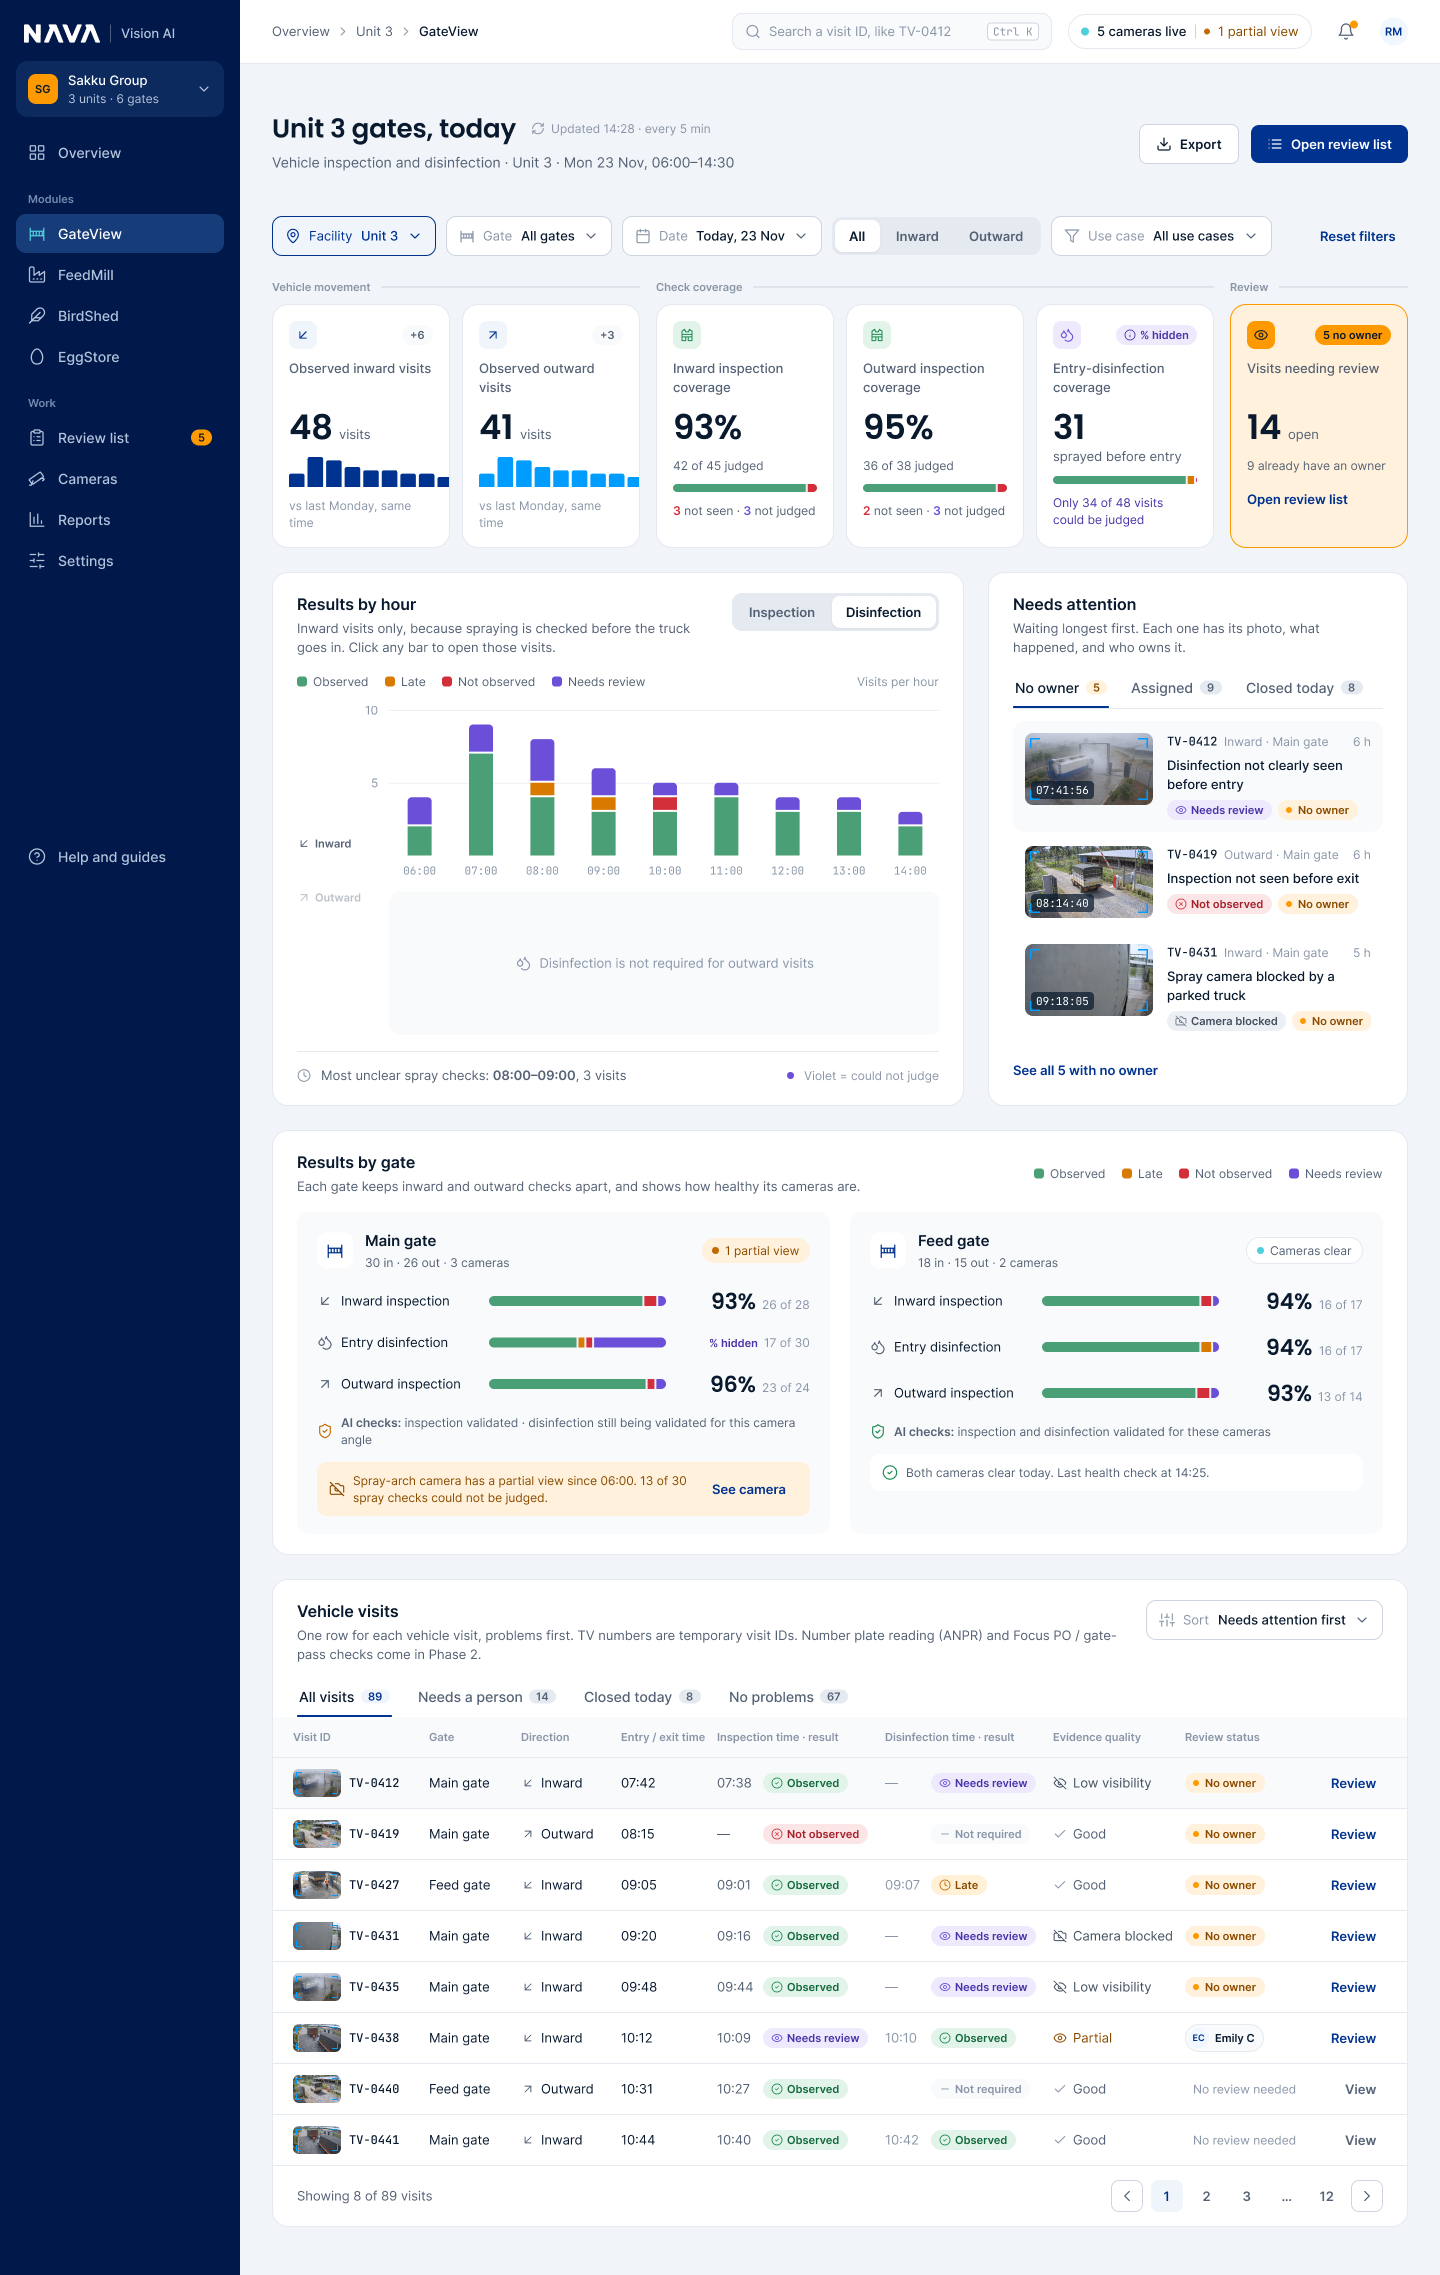 NAVA Vision AI
SG Sakku Group
3 units · 6 gates
Overview
Modules
GateView
FeedMill
BirdShed
EggStore
Work
Review list 5
Cameras
Reports
Settings
Help and guides
Overview Unit 3 GateView
Search a visit ID, like TV-0412 Ctrl K
5 cameras live 1 partial view
RM
Unit 3 gates, today Updated 14:28 · every 5 min
Vehicle inspection and disinfection · Unit 3 · Mon 23 Nov, 06:00–14:30
Export
Open review list
Facility Unit 3
Gate All gates
Date Today, 23 Nov
All Inward Outward
Use case All use cases
Reset filters
Vehicle movement
+6
Observed inward visits
48 visits
vs last Monday, same
time
+3
Observed outward
visits
41 visits
vs last Monday, same
time
Check coverage
Inward inspection
coverage
93%
42 of 45 judged
3 not seen · 3 not judged
Outward inspection
coverage
95%
36 of 38 judged
2 not seen · 3 not judged
% hidden
Entry-disinfection
coverage
31
sprayed before entry
Only 34 of 48 visits
could be judged
Review
5 no owner
Visits needing review
14 open
9 already have an owner
Open review list
Results by hour
Inward visits only, because spraying is checked before the truck
goes in. Click any bar to open those visits.
Inspection Disinfection
Observed Late Not observed Needs review
Visits per hour
10
5
Inward
06:00 07:00 08:00 09:00 10:00 11:00 12:00 13:00 14:00
Outward
Disinfection is not required for outward visits
Most unclear spray checks: 08:00–09:00, 3 visits
Violet = could not judge
Needs attention
Waiting longest first. Each one has its photo, what
happened, and who owns it.
No owner 5 Assigned 9 Closed today 8
07:41:56
TV-0412 Inward · Main gate 6 h
Disinfection not clearly seen
before entry
Needs review No owner
08:14:40
TV-0419 Outward · Main gate 6 h
Inspection not seen before exit
Not observed No owner
09:18:05
TV-0431 Inward · Main gate 5 h
Spray camera blocked by a
parked truck
Camera blocked No owner
See all 5 with no owner
Results by gate
Each gate keeps inward and outward checks apart, and shows how healthy its cameras are.
Observed Late Not observed Needs review
Main gate
30 in · 26 out · 3 cameras
1 partial view
Inward inspection 93% 26 of 28
Entry disinfection % hidden 17 of 30
Outward inspection 96% 23 of 24
AI checks: inspection validated · disinfection still being validated for this camera
angle
Spray-arch camera has a partial view since 06:00. 13 of 30
spray checks could not be judged.
See camera
Feed gate
18 in · 15 out · 2 cameras
Cameras clear
Inward inspection 94% 16 of 17
Entry disinfection 94% 16 of 17
Outward inspection 93% 13 of 14
AI checks: inspection and disinfection validated for these cameras
Both cameras clear today. Last health check at 14:25.
Vehicle visits
One row for each vehicle visit, problems first. TV numbers are temporary visit IDs. Number plate reading (ANPR) and Focus PO / gate-
pass checks come in Phase 2.
Sort Needs attention first
All visits 89 Needs a person 14 Closed today 8 No problems 67
Visit ID Gate Direction Entry / exit time Inspection time · result Disinfection time · result Evidence quality Review status
TV-0412 Main gate Inward 07:42 07:38 Observed — Needs review Low visibility No owner Review
TV-0419 Main gate Outward 08:15 — Not observed Not required Good No owner Review
TV-0427 Feed gate Inward 09:05 09:01 Observed 09:07 Late Good No owner Review
TV-0431 Main gate Inward 09:20 09:16 Observed — Needs review Camera blocked No owner Review
TV-0435 Main gate Inward 09:48 09:44 Observed — Needs review Low visibility No owner Review
TV-0438 Main gate Inward 10:12 10:09 Needs review 10:10 Observed Partial EC Emily C Review
TV-0440 Feed gate Outward 10:31 10:27 Observed Not required Good No review needed View
TV-0441 Main gate Inward 10:44 10:40 Observed 10:42 Observed Good No review needed View
Showing 8 of 89 visits
1 2 3 ... 12